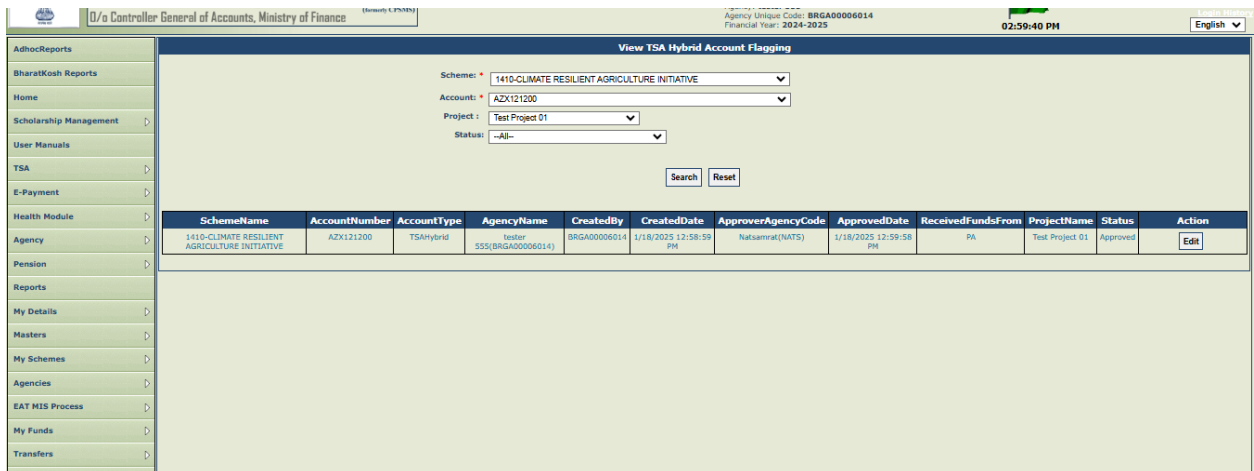 (formerly CPSMS)
O/o Controller General of Accounts, Ministry of Finance
Agency Unique Code: BRGA00006014
Financial Year: 2024-2025
02:59:40 PM
Login History
English
AdhocReports
BharatKosh Reports
Home
Scholarship Management
User Manuals
TSA
E-Payment
Health Module
Agency
Pension
Reports
My Details
Masters
My Schemes
Agencies
EAT MIS Process
My Funds
Transfers
View TSA Hybrid Account Flagging
Scheme: * 1410-CLIMATE RESILIENT AGRICULTURE INITIATIVE
Account: * AZX121200
Project : Test Project 01
Status: --All--
Search Reset
SchemeName AccountNumber AccountType AgencyName CreatedBy CreatedDate ApproverAgencyCode ApprovedDate ReceivedFundsFrom ProjectName Status Action
1410-CLIMATE RESILIENT AZX121200 TSAHybrid tester BRGA00006014 1/18/2025 12:58:59 Natsamrat(NATS) 1/18/2025 12:59:58 PA Test Project 01 Approved Edit
AGRICULTURE INITIATIVE 555(BRGA00006014) PM PM